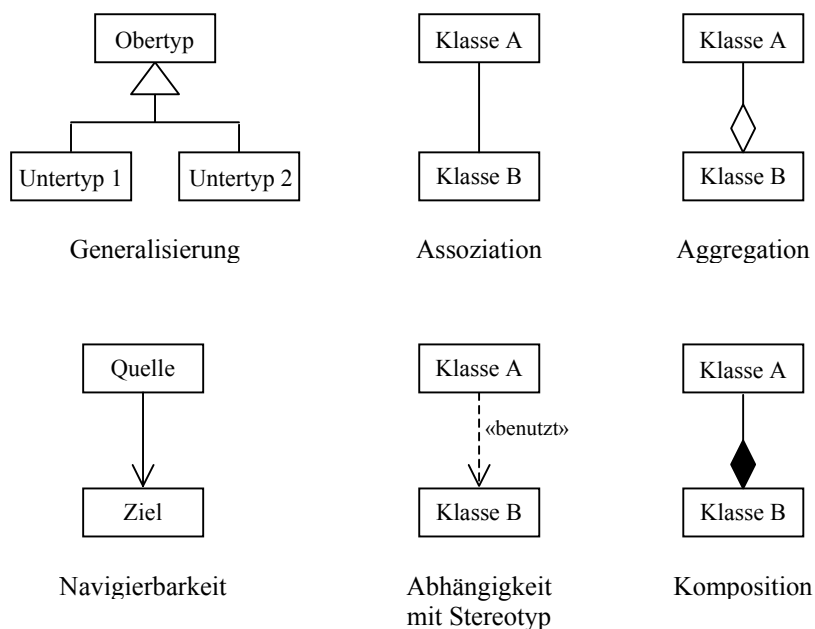 Obertyp
Untertyp 1
Untertyp 2
Generalisierung
Klasse A
Klasse B
Assoziation
Klasse A
Klasse B
Aggregation
Quelle
Ziel
Navigierbarkeit
Klasse A
«benutzt»
Klasse B
Abhängigkeit
mit Stereotyp
Klasse A
Klasse B
Komposition